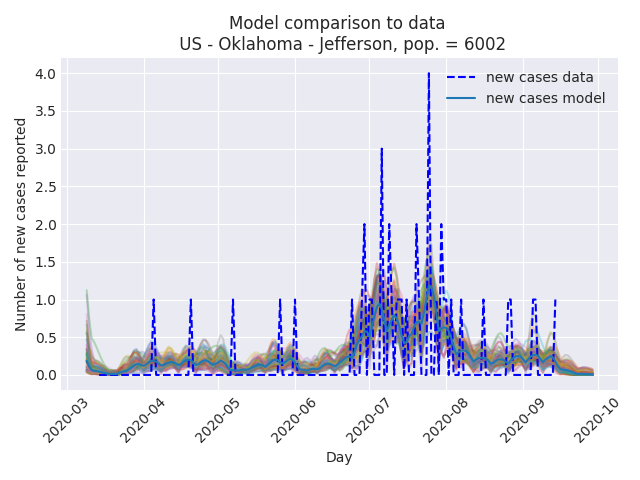 Model comparison to data
US - Oklahoma - Jefferson, pop. = 6002
new cases data
new cases model
Number of new cases reported
4.0
3.5
3.0
2.5
2.0
1.5
1.0
0.5
0.0
2020-03
2020-04
2020-05
2020-06
2020-07
2020-08
2020-09
2020-10
Day